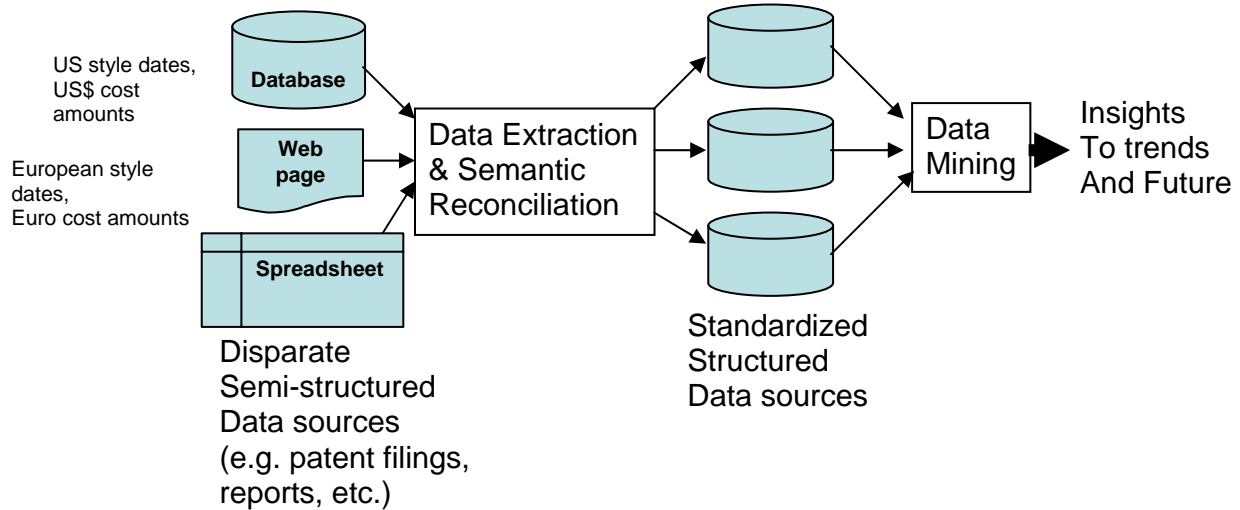 US style dates,
US$ cost
amounts
Database
Web
page
European style
dates,
Euro cost amounts
Spreadsheet
Disparate
Semi-structured
Data sources
(e.g. patent filings,
reports, etc.)
Data Extraction
& Semantic
Reconciliation
Standardized
Structured
Data sources
Data
Mining
Insights
To trends
And Future